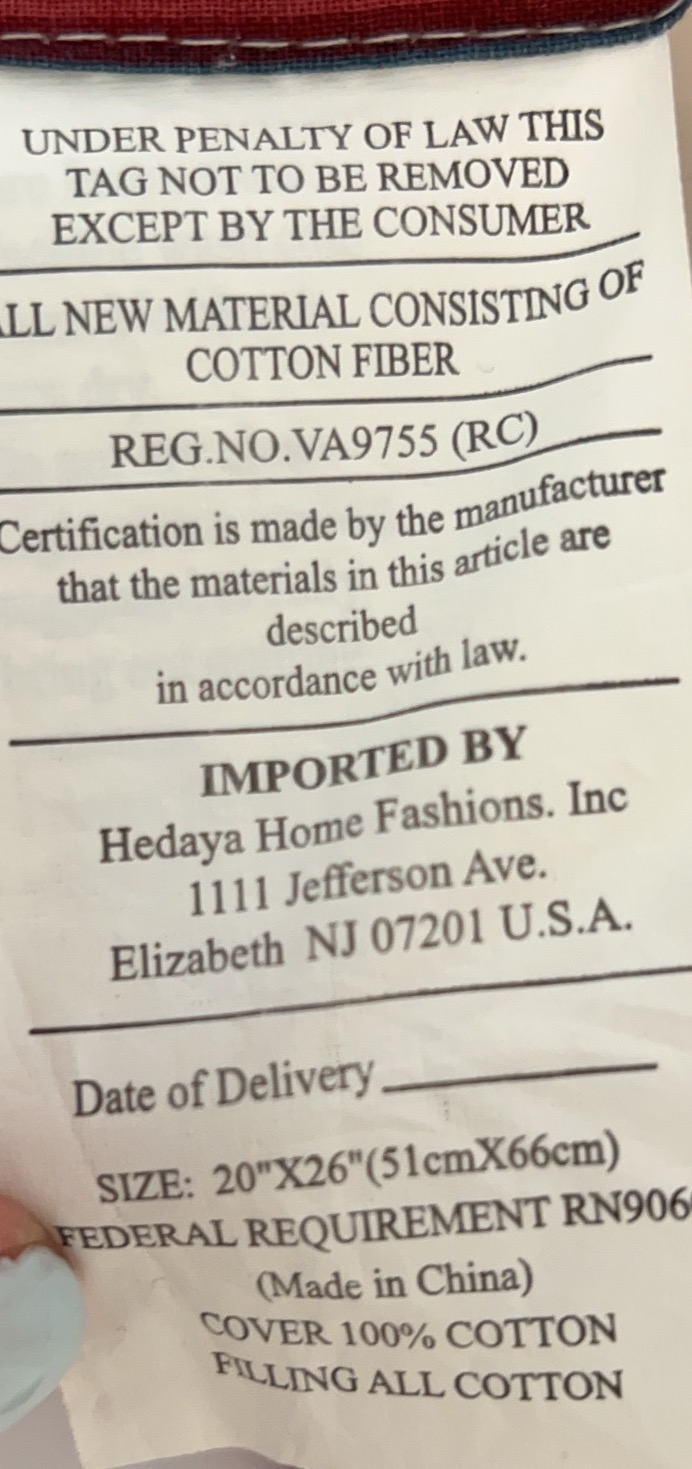 UNDER PENALTY OF LAW THIS
TAG NOT TO BE REMOVED
EXCEPT BY THE CONSUMER
ALL NEW MATERIAL CONSISTING OF
COTTON FIBER
REG.NO.VA9755 (RC)
Certification is made by the manufacturer
that the materials in this article are
described
in accordance with law.
IMPORTED BY
Hedaya Home Fashions. Inc
1111 Jefferson Ave.
Elizabeth NJ 07201 U.S.A.
Date of Delivery
SIZE: 20"X26"(51cmX66cm)
FEDERAL REQUIREMENT
(Made in China)
COVER 100% COTTON
FILLING ALL COTTON